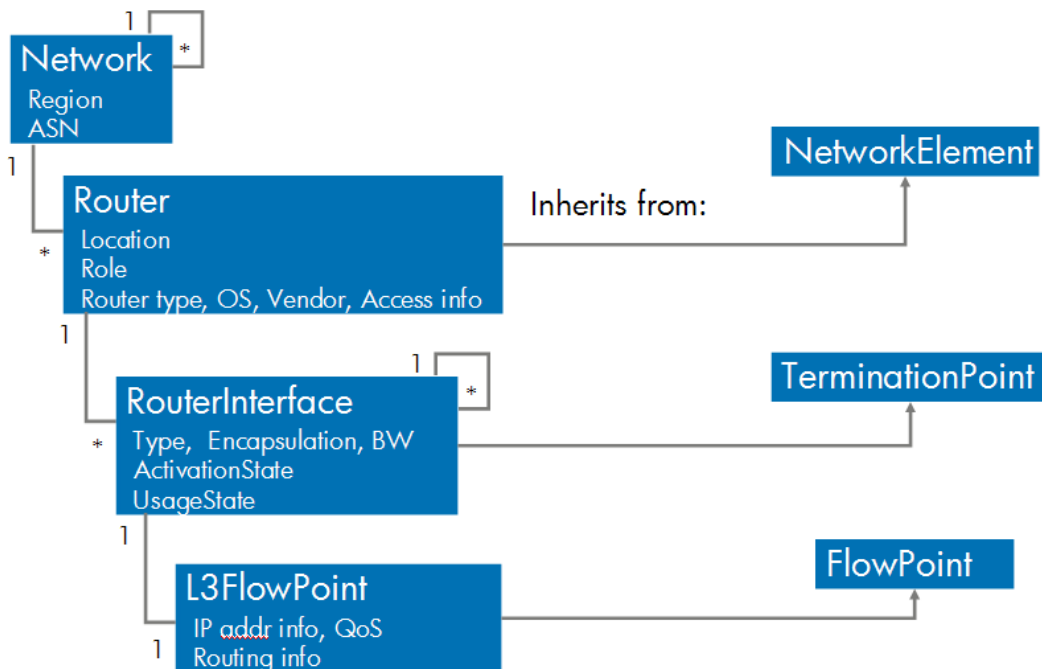 1
*
Network
Region
ASN
1
*
NetworkElement
Router
Location
Role
Router type, OS, Vendor, Access info
Inherits from:
1
*
1
*
TerminationPoint
RouterInterface
Type, Encapsulation, BW
ActivationState
UsageState
1
1
FlowPoint
L3FlowPoint
IP addr info, QoS
Routing info